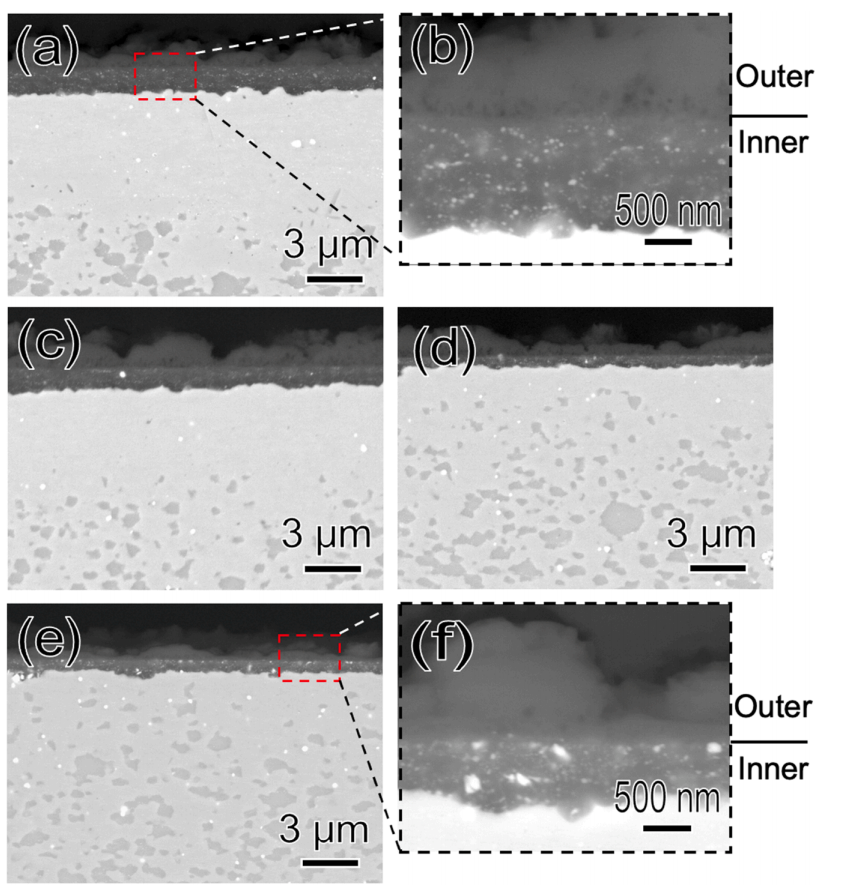 (a)
3 μm
(b)
500 nm
Outer
Inner
(c)
3 μm
(d)
3 μm
(e)
3 μm
(f)
500 nm
Outer
Inner